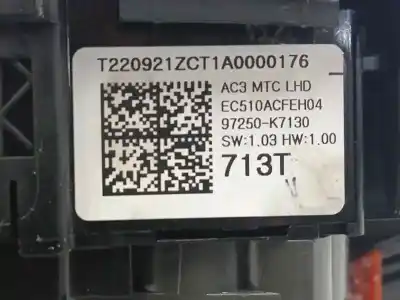 T220921ZCT1A0000176
AC3 MTC LHD
EC510ACFEH04
97250-K7130
SW:1.03 HW:1.00
713T